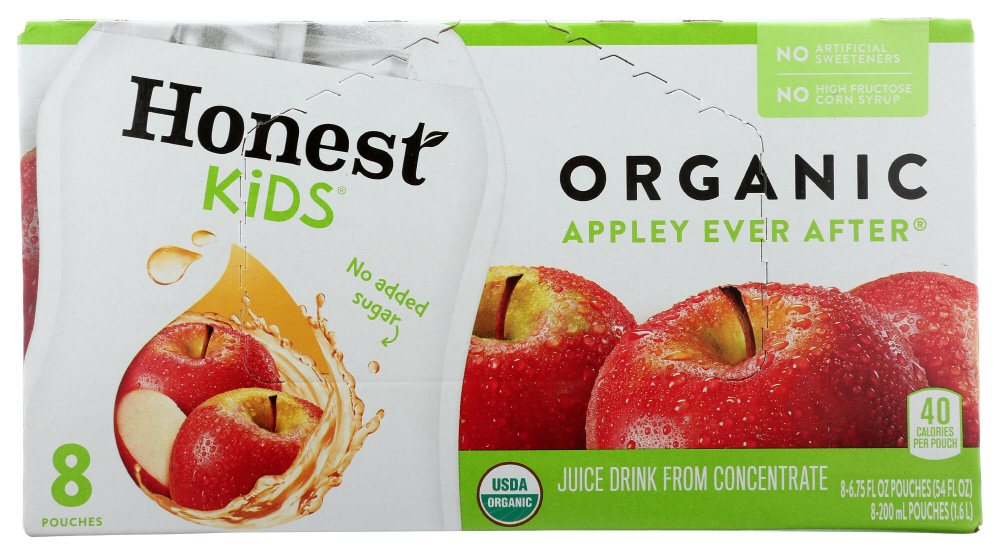 Honest
KiDS®
No added
sugar
8
POUCHES
NO ARTIFICIAL
SWEETENERS
NO HIGH FRUCTOSE
CORN SYRUP
ORGANIC
APPLEY EVER AFTER®
40
CALORIES
PER POUCH
USDA
ORGANIC
JUICE DRINK FROM CONCENTRATE
8-6.75 FL OZ POUCHES (54 FL OZ)
8-200 mL POUCHES (1.6 L)